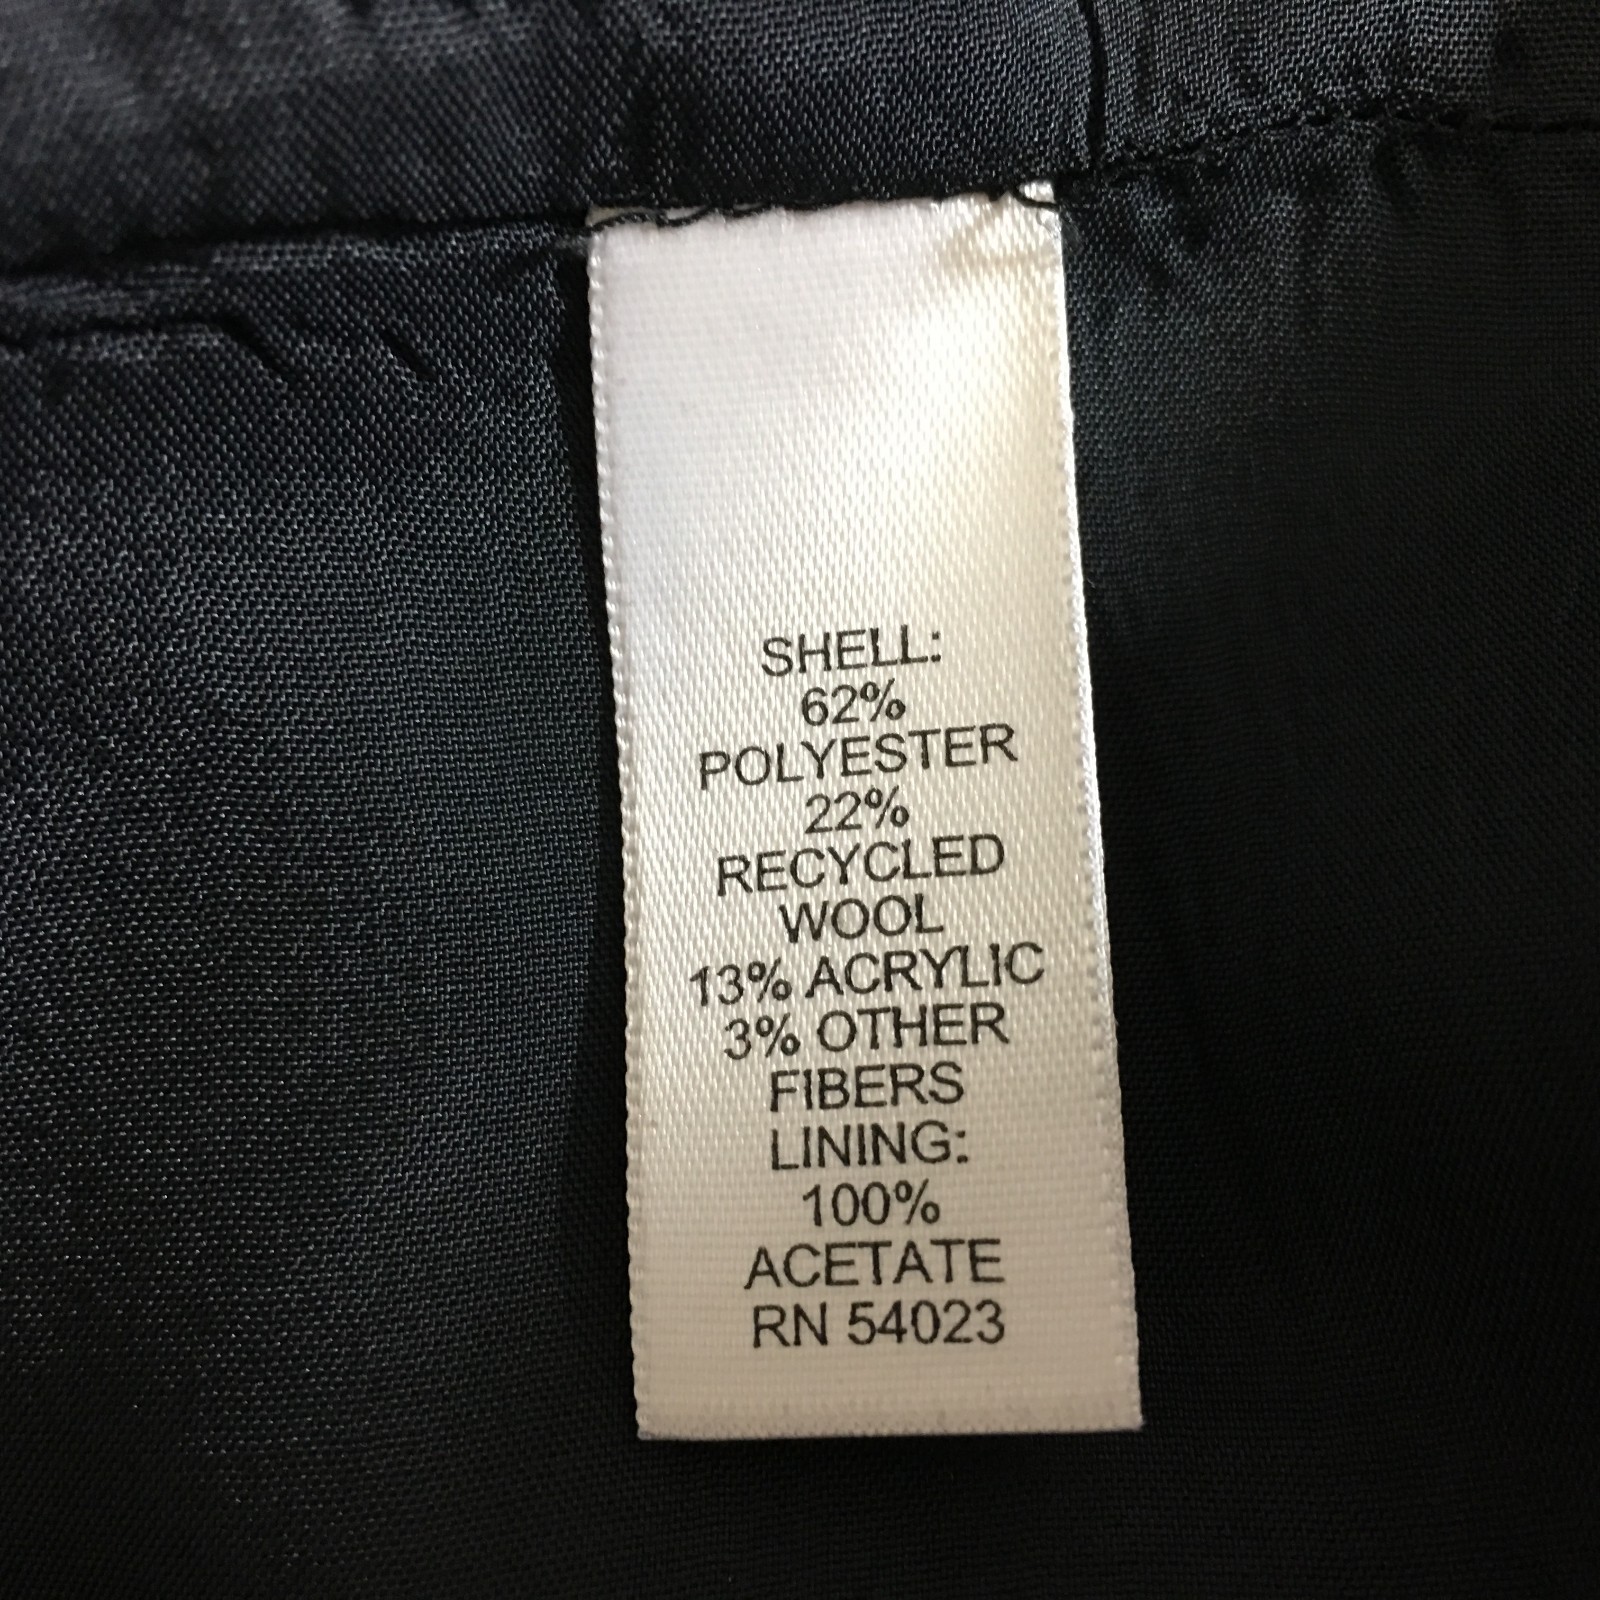 SHELL:
62%
POLYESTER
22%
RECYCLED
WOOL
13% ACRYLIC
3% OTHER
FIBERS
LINING:
100%
ACETATE
RN 54023